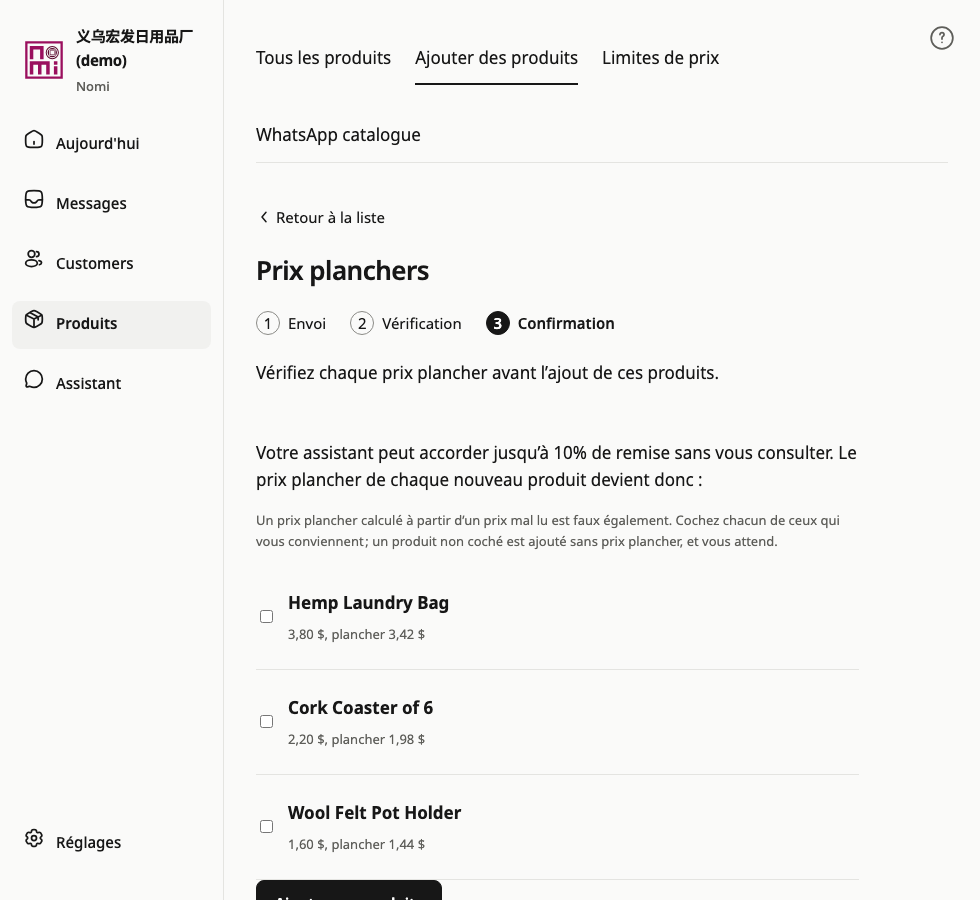 义乌宏发日用品厂
(demo)
Nomi
Aujourd'hui
Messages
Customers
Produits
Assistant
Réglages
Tous les produits
Ajouter des produits
Limites de prix
WhatsApp catalogue
Retour à la liste
Prix planchers
1 Envoi
2 Vérification
3 Confirmation
Vérifiez chaque prix plancher avant l’ajout de ces produits.
Votre assistant peut accorder jusqu’à 10% de remise sans vous consulter. Le
prix plancher de chaque nouveau produit devient donc :
Un prix plancher calculé à partir d’un prix mal lu est faux également. Cochez chacun de ceux qui
vous conviennent ; un produit non coché est ajouté sans prix plancher, et vous attend.
Hemp Laundry Bag
3,80 $, plancher 3,42 $
Cork Coaster of 6
2,20 $, plancher 1,98 $
Wool Felt Pot Holder
1,60 $, plancher 1,44 $